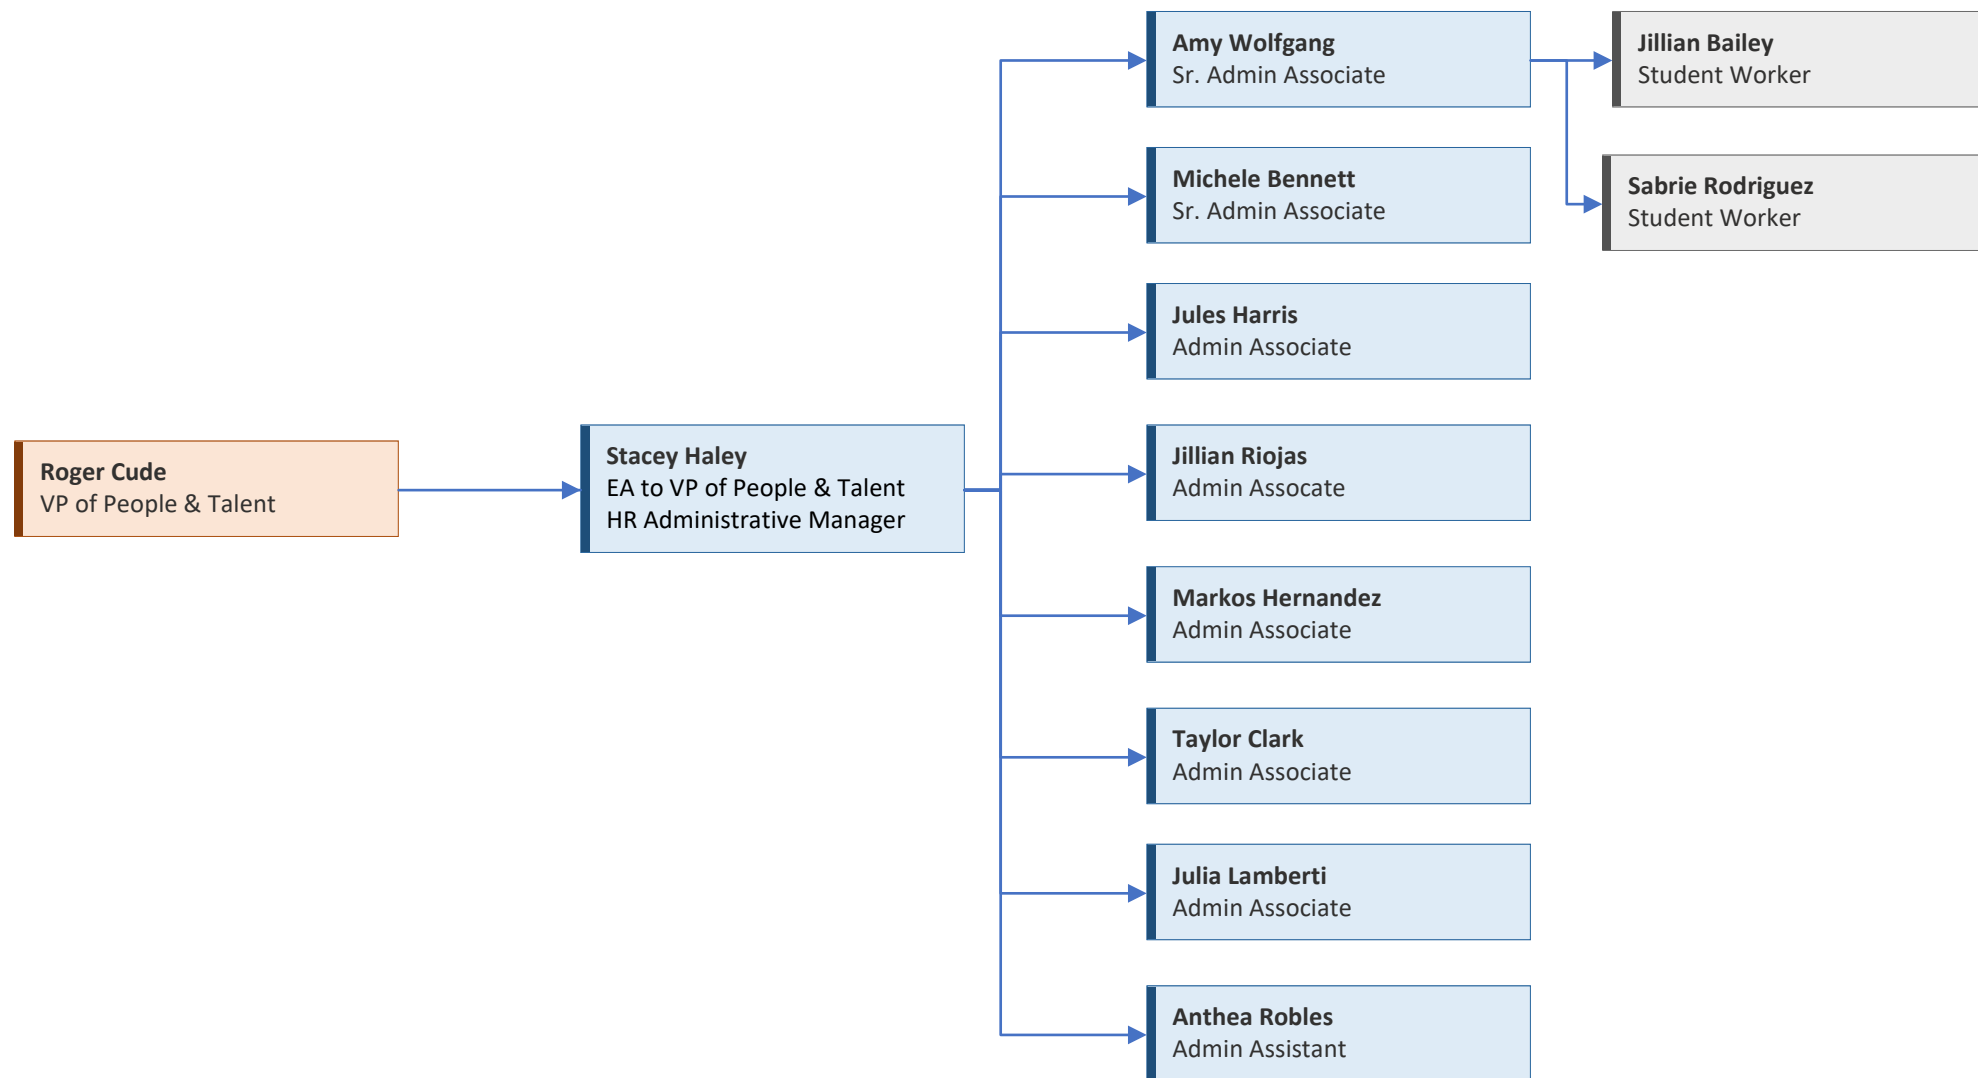 Roger Cude
VP of People & Talent
Stacey Haley
EA to VP of People & Talent
HR Administrative Manager
Amy Wolfgang
Sr. Admin Associate
Michele Bennett
Sr. Admin Associate
Jules Harris
Admin Associate
Jillian Riojas
Admin Assocate
Markos Hernandez
Admin Associate
Taylor Clark
Admin Associate
Julia Lamberti
Admin Associate
Anthea Robles
Admin Assistant
Jillian Bailey
Student Worker
Sabrie Rodriguez
Student Worker